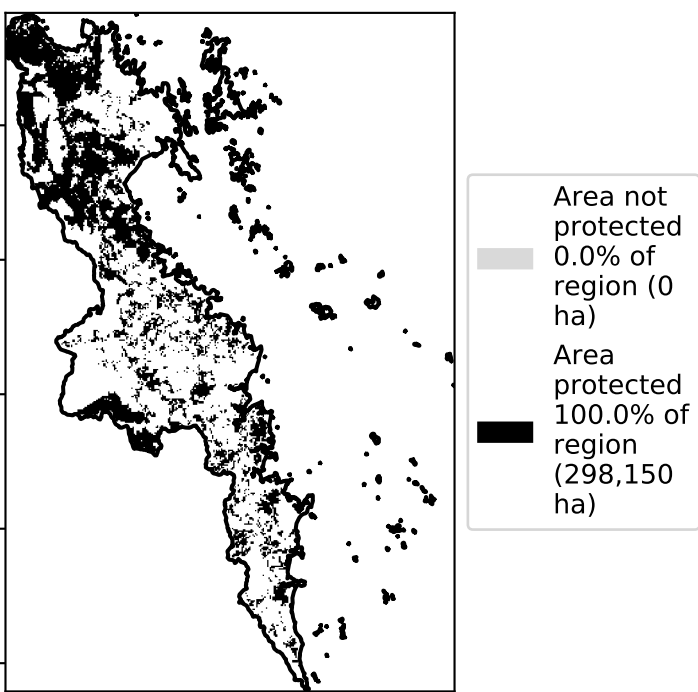 Area not
protected
0.0% of
region (0
ha)
Area
protected
100.0% of
region
(298,150
ha)